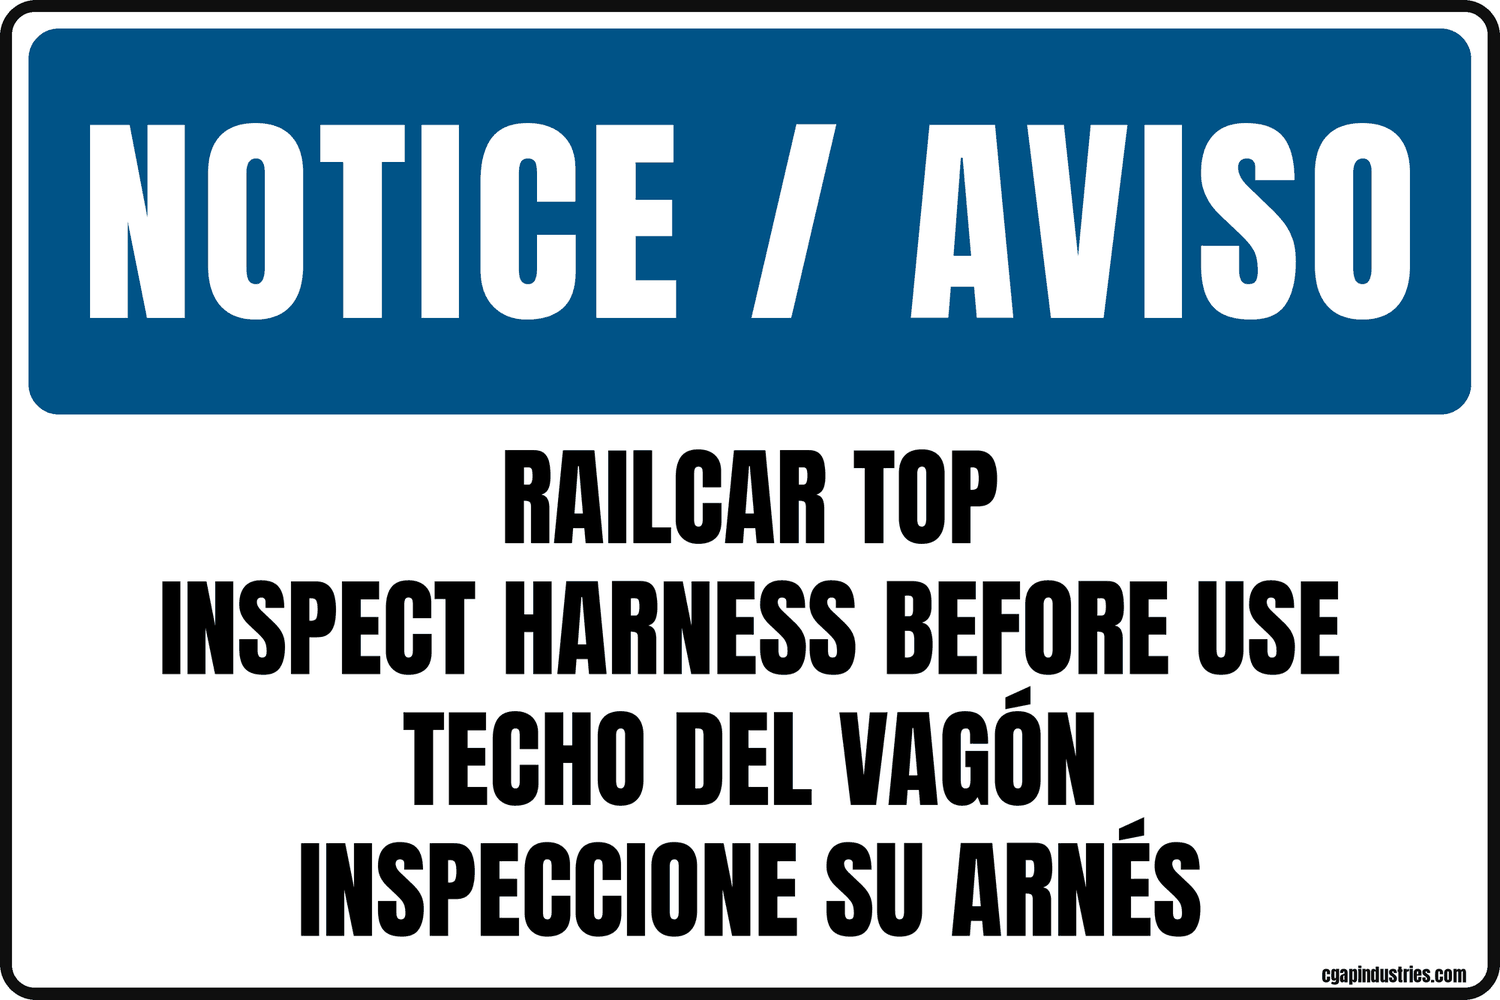 NOTICE / AVISO
RAILCAR TOP
INSPECT HARNESS BEFORE USE
TECHO DEL VAGÓN
INSPECCIONE SU ARNÉS
cgapindustries.com